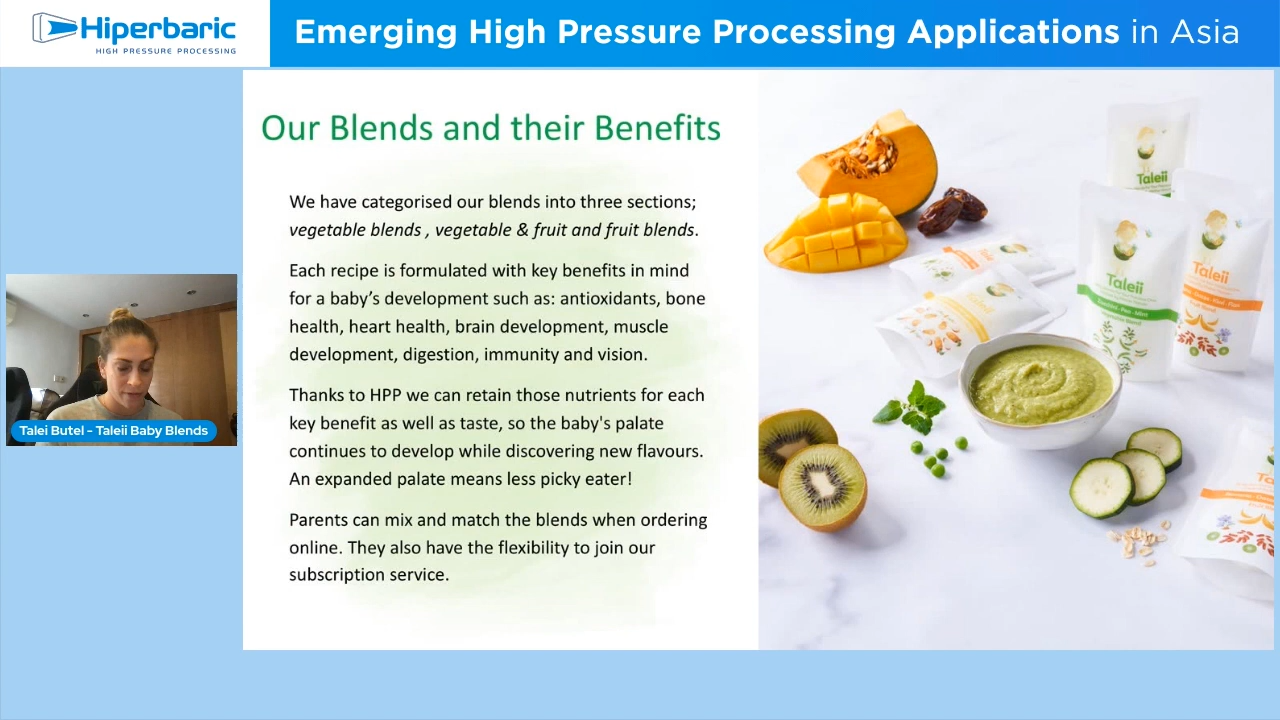 Hiperbaric
HIGH PRESSURE PROCESSING
Emerging High Pressure Processing Applications in Asia
Our Blends and their Benefits
We have categorised our blends into three sections;
vegetable blends , vegetable & fruit and fruit blends.
Each recipe is formulated with key benefits in mind
for a baby’s development such as: antioxidants, bone
health, heart health, brain development, muscle
development, digestion, immunity and vision.
Thanks to HPP we can retain those nutrients for each
key benefit as well as taste, so the baby's palate
continues to develop while discovering new flavours.
An expanded palate means less picky eater!
Parents can mix and match the blends when ordering
online. They also have the flexibility to join our
subscription service.
Talei Butel - Taleii Baby Blends
Taleii
Taleii
Taleii